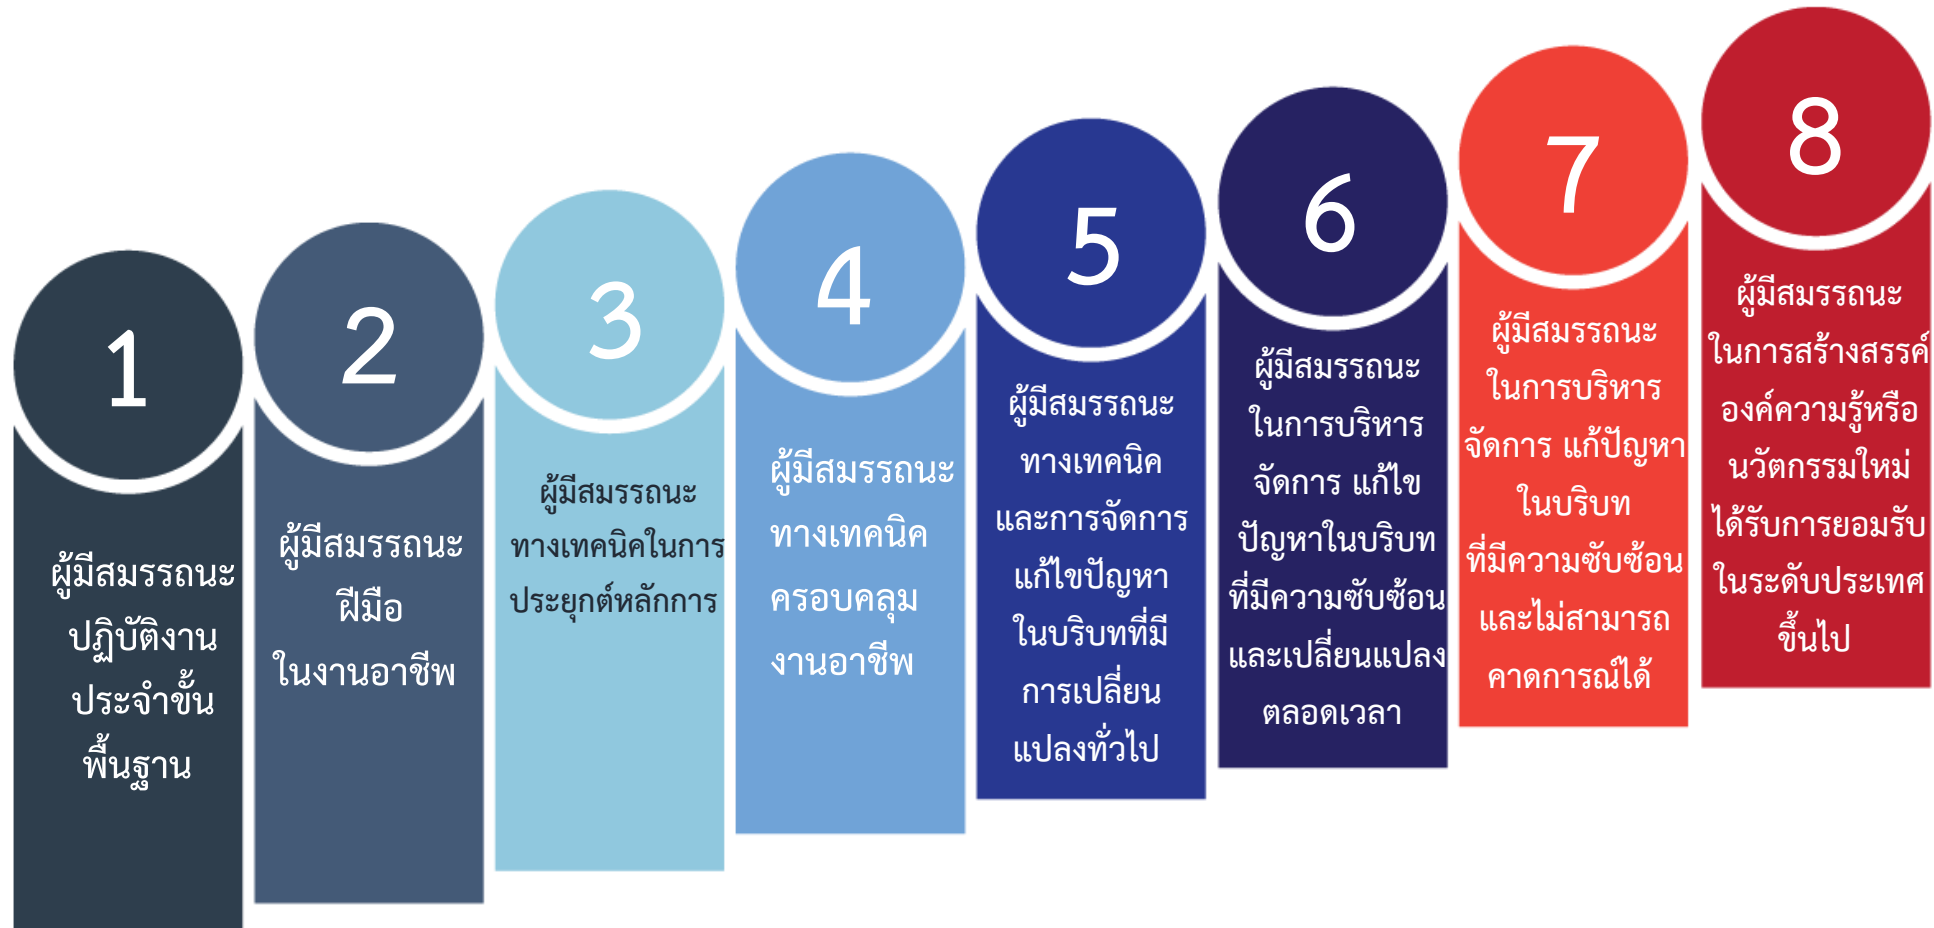 1
ผู้มีสมรรถนะ
ปฏิบัติงาน
ประจำขั้น
พื้นฐาน
2
ผู้มีสมรรถนะ
ฝีมือ
ในงานอาชีพ
3
ผู้มีสมรรถนะ
ทางเทคนิคในการ
ประยุกต์หลักการ
4
ผู้มีสมรรถนะ
ทางเทคนิค
ครอบคลุม
งานอาชีพ
5
ผู้มีสมรรถนะ
ทางเทคนิค
และการจัดการ
แก้ไขปัญหา
ในบริบทที่มี
การเปลี่ยน
แปลงทั่วไป
6
ผู้มีสมรรถนะ
ในการบริหาร
จัดการ แก้ไข
ปัญหาในบริบท
ที่มีความซับซ้อน
และเปลี่ยนแปลง
ตลอดเวลา
7
ผู้มีสมรรถนะ
ในการบริหาร
จัดการ แก้ปัญหา
ในบริบท
ที่มีความซับซ้อน
และไม่สามารถ
คาดการณ์ได้
8
ผู้มีสมรรถนะ
ในการสร้างสรรค์
องค์ความรู้หรือ
นวัตกรรมใหม่
ได้รับการยอมรับ
ในระดับประเทศ
ขึ้นไป